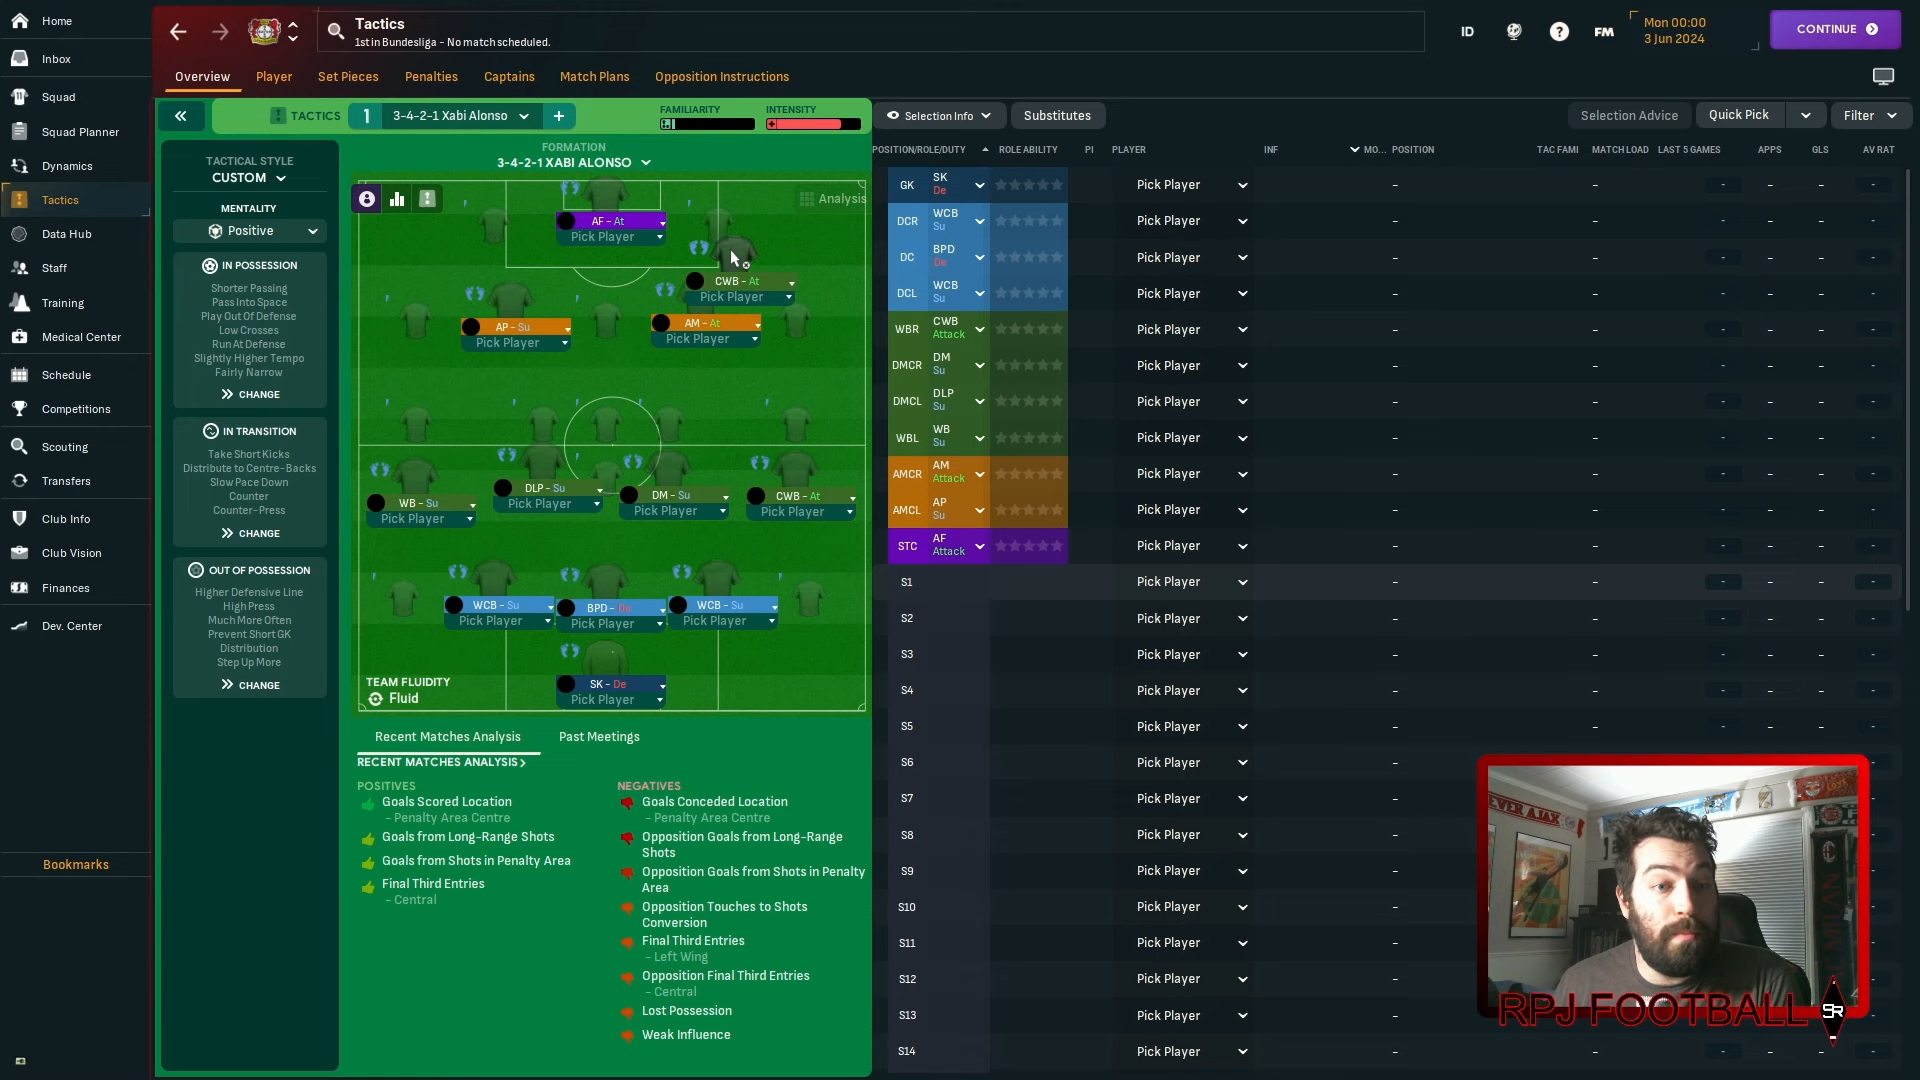 Home
Inbox
Squad
Squad Planner
Dynamics
Tactics
Data Hub
Staff
Training
Medical Center
Schedule
Competitions
Scouting
Transfers
Club Info
Club Vision
Finances
Dev. Center
Bookmarks
Tactics
1st in Bundesliga - No match scheduled.
ID
FM
Mon 00:00
3 Jun 2024
CONTINUE
Overview
Player
Set Pieces
Penalties
Captains
Match Plans
Opposition Instructions
TACTICS
1
3-4-2-1 Xabi Alonso
FAMILIARITY
INTENSITY
Selection Info
Substitutes
Selection Advice
Quick Pick
Filter
TACTICAL STYLE
CUSTOM
MENTALITY
Positive
IN POSSESSION
Shorter Passing
Pass Into Space
Play Out Of Defense
Low Crosses
Run At Defense
Slightly Higher Tempo
Fairly Narrow
CHANGE
IN TRANSITION
Take Short Kicks
Distribute to Centre-Backs
Slow Pace Down
Counter
Counter-Press
CHANGE
OUT OF POSSESSION
Higher Defensive Line
High Press
Much More Often
Prevent Short GK
Distribution
Step Up More
CHANGE
FORMATION
3-4-2-1 XABI ALONSO
Analysis
AF - At
Pick Player
CWB - At
Pick Player
AP - Su
Pick Player
AM - At
Pick Player
WB - Su
Pick Player
DLP - Su
Pick Player
DM - Su
Pick Player
CWB - At
Pick Player
WCB - Su
Pick Player
BPD - De
Pick Player
WCB - Su
Pick Player
SK - De
Pick Player
TEAM FLUIDITY
Fluid
Recent Matches Analysis
Past Meetings
RECENT MATCHES ANALYSIS
POSITIVES
Goals Scored Location
- Penalty Area Centre
Goals from Long-Range Shots
Goals from Shots in Penalty Area
Final Third Entries
- Central
NEGATIVES
Goals Conceded Location
- Penalty Area Centre
Opposition Goals from Long-Range
Shots
Opposition Goals from Shots in Penalty
Area
Opposition Touches to Shots
Conversion
Final Third Entries
- Left Wing
Opposition Final Third Entries
- Central
Lost Possession
Weak Influence
POSITION/ROLE/DUTY ROLE ABILITY PI PLAYER INF MO... POSITION TAC FAMI MATCH LOAD LAST 5 GAMES APPS GLS AV RAT
GK SK De Pick Player - - - - - -
DCR WCB Su Pick Player - - - - - -
DC BPD De Pick Player - - - - - -
DCL WCB Su Pick Player - - - - - -
WBR CWB Attack Pick Player - - - - - -
DMCR DM Su Pick Player - - - - - -
DMCL DLP Su Pick Player - - - - - -
WBL WB Su Pick Player - - - - - -
AMCR AM Attack Pick Player - - - - - -
AMCL AP Su Pick Player - - - - - -
STC AF Attack Pick Player - - - - - -
S1 Pick Player - - - - - -
S2 Pick Player - - - - - -
S3 Pick Player - - - - - -
S4 Pick Player - - - - - -
S5 Pick Player - - - - - -
S6 Pick Player - - - - - -
S7 Pick Player
S8 Pick Player
S9 Pick Player
S10 Pick Player
S11 Pick Player
S12 Pick Player
S13 Pick Player
S14 Pick Player
EVER AJAX
MILAN
RPJ FOOTBALL
SR